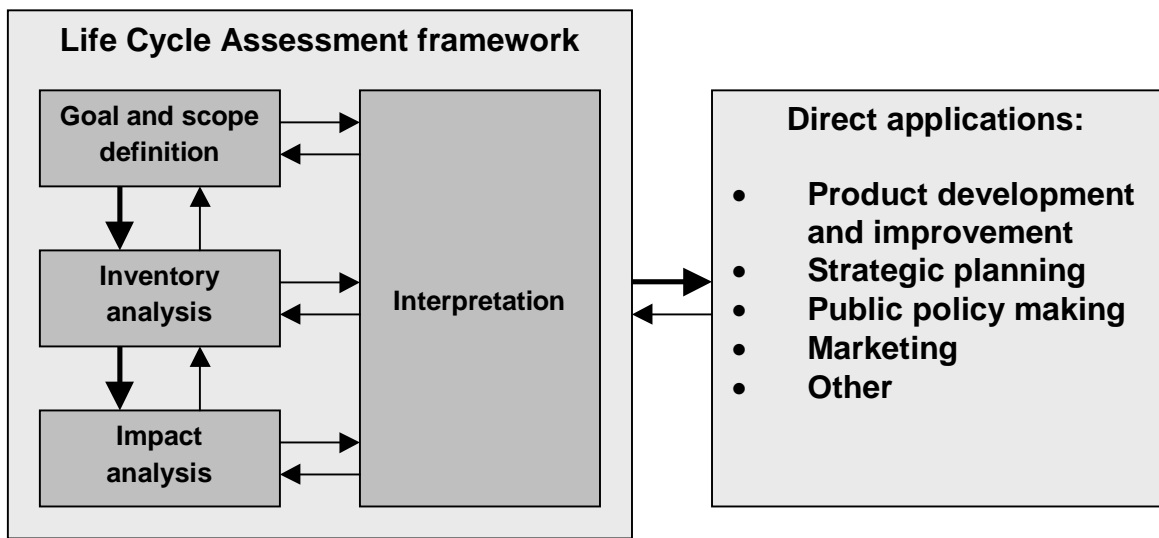 Life Cycle Assessment framework
Goal and scope
definition
Inventory
analysis
Impact
analysis
Interpretation
Direct applications:
• Product development
and improvement
• Strategic planning
• Public policy making
• Marketing
• Other